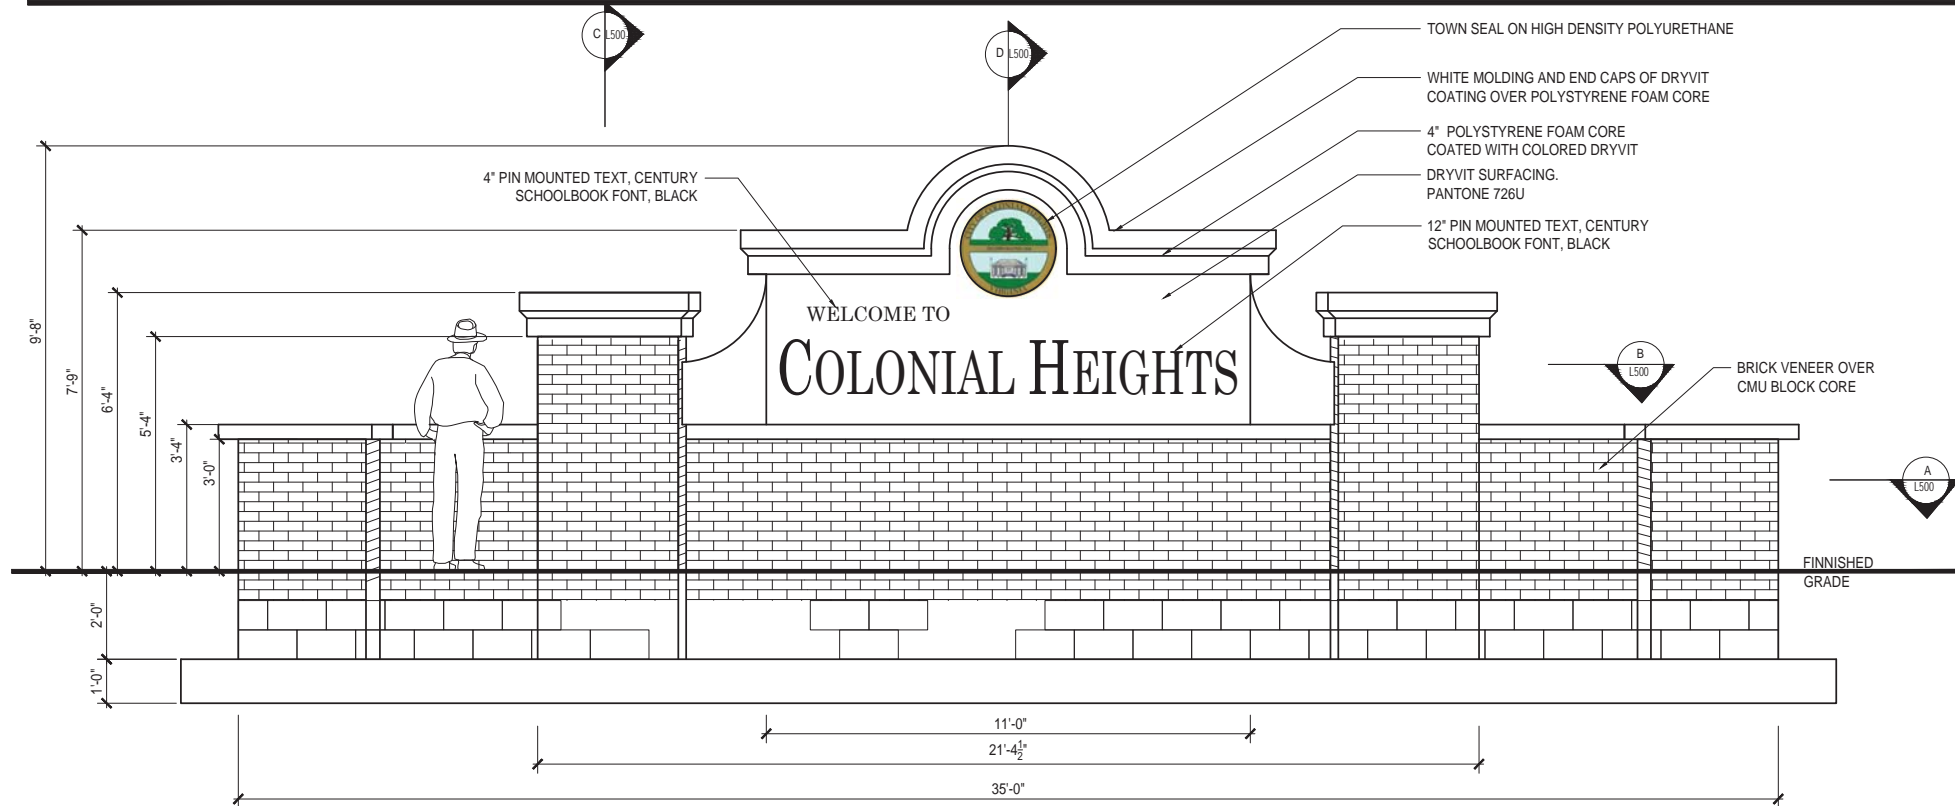 C L500
D L500
TOWN SEAL ON HIGH DENSITY POLYURETHANE
WHITE MOLDING AND END CAPS OF DRYVIT
COATING OVER POLYSTYRENE FOAM CORE
4" POLYSTYRENE FOAM CORE
COATED WITH COLORED DRYVIT
DRYVIT SURFACING.
PANTONE 726U
12" PIN MOUNTED TEXT, CENTURY
SCHOOLBOOK FONT, BLACK
4" PIN MOUNTED TEXT, CENTURY
SCHOOLBOOK FONT, BLACK
VIRGINIA
WELCOME TO
COLONIAL HEIGHTS
B
L500
BRICK VENEER OVER
CMU BLOCK CORE
A
L500
9'-8"
7'-9"
6'-4"
5'-4"
3'-4"
3'-0"
FINNISHED
GRADE
2'-0"
1'-0"
11'-0"
21'-4½"
35'-0"